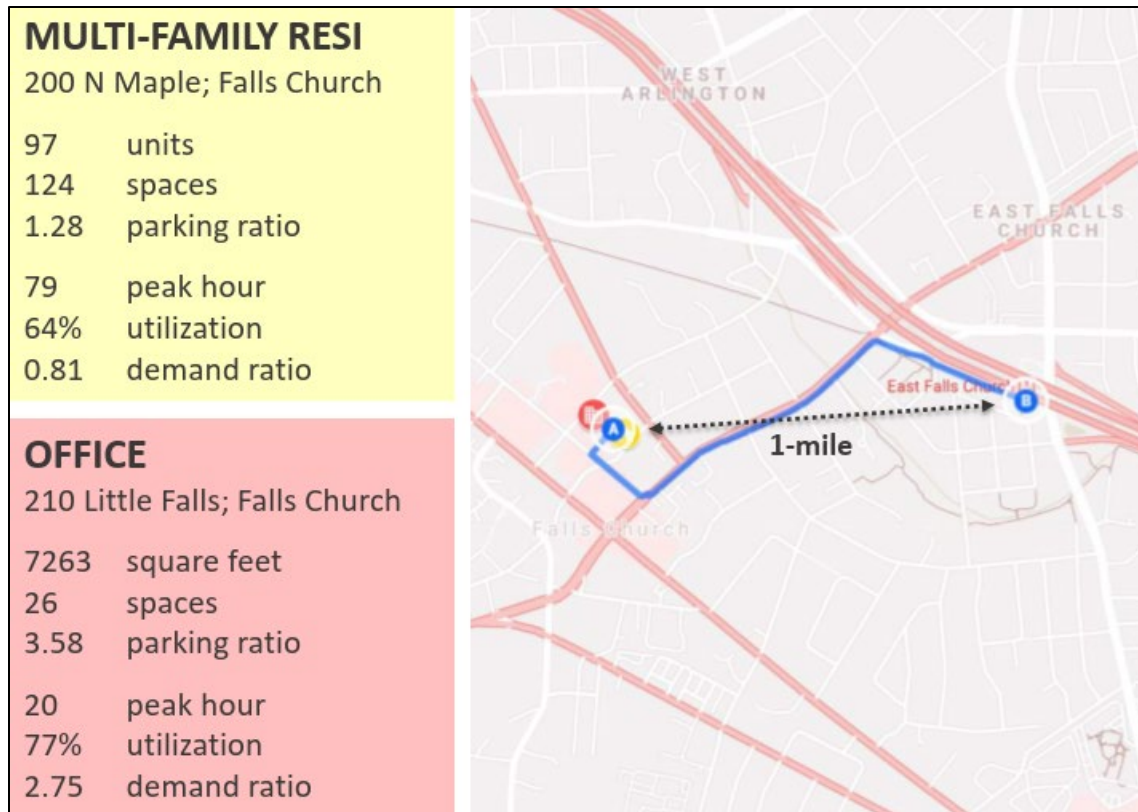 MULTI-FAMILY RESI
200 N Maple; Falls Church
97 units
124 spaces
1.28 parking ratio
79 peak hour
64% utilization
0.81 demand ratio
OFFICE
210 Little Falls; Falls Church
7263 square feet
26 spaces
3.58 parking ratio
20 peak hour
77% utilization
2.75 demand ratio
WEST
ARLINGTON
EAST FALLS
CHURCH
East Falls
B
A
1-mile
Falls Church